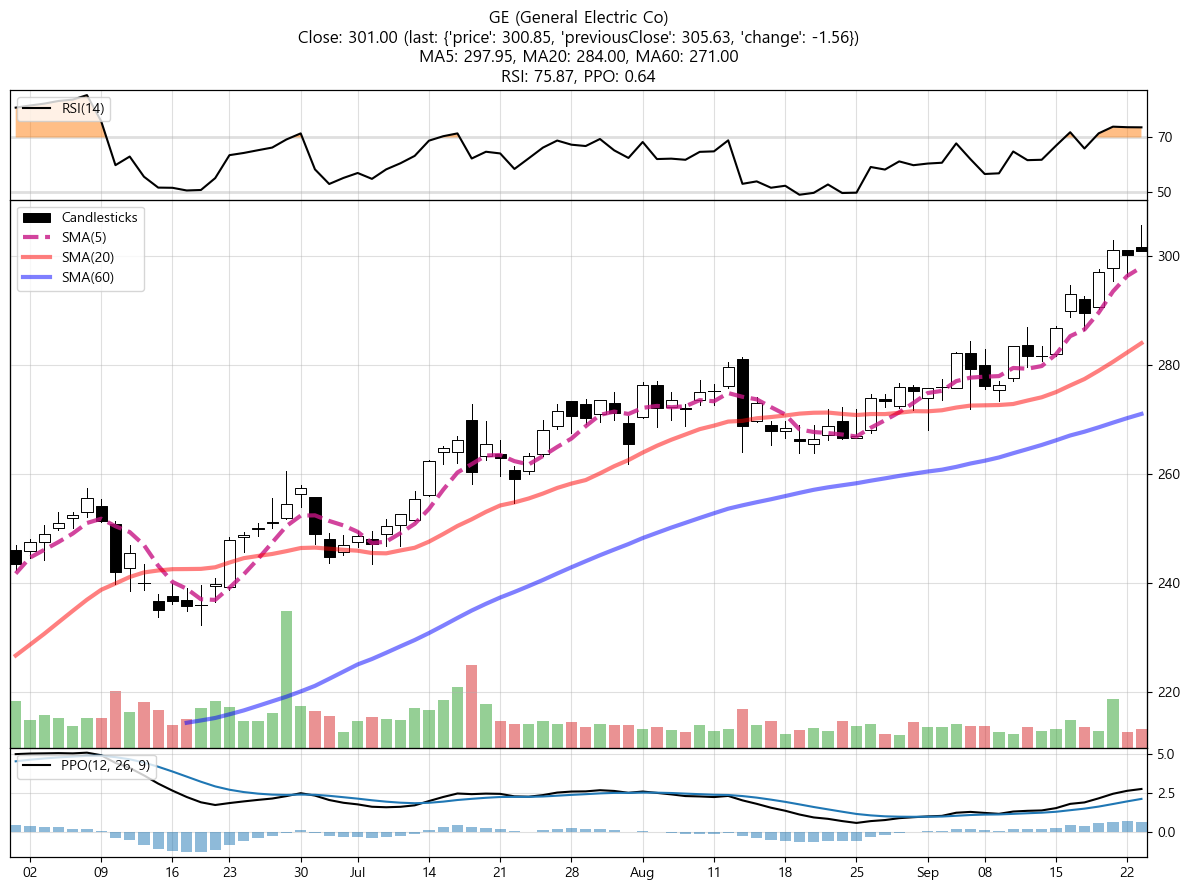 GE (General Electric Co)
Close: 301.00 (last: {'price': 300.85, 'previousClose': 305.63, 'change': -1.56})
MA5: 297.95, MA20: 284.00, MA60: 271.00
RSI: 75.87, PPO: 0.64
RSI(14)
70
50
Candlesticks
SMA(5)
SMA(20)
SMA(60)
300
280
260
240
220
PPO(12, 26, 9)
5.0
2.5
0.0
02 09 16 23 30 Jul 14 21 28 Aug 11 18 25 Sep 08 15 22